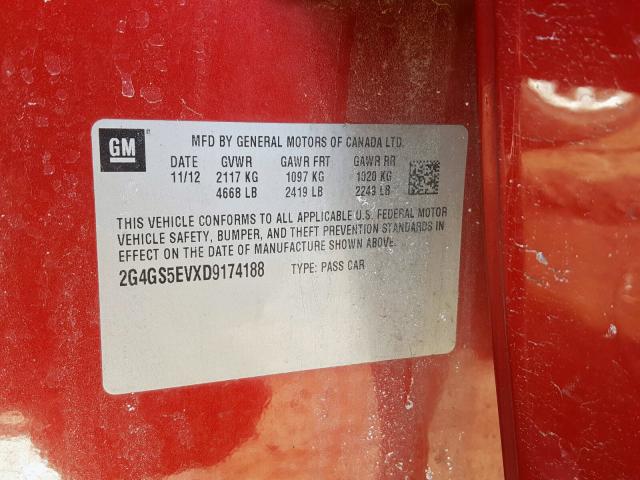 GM ®
MFD BY GENERAL MOTORS OF CANADA LTD.
DATE GVWR GAWR FRT GAWR RR
11/12 2117 KG 1097 KG 1020 KG
4668 LB 2419 LB 2249 LB
THIS VEHICLE CONFORMS TO ALL APPLICABLE U.S. FEDERAL MOTOR
VEHICLE SAFETY, BUMPER, AND THEFT PREVENTION STANDARDS IN
EFFECT ON THE DATE OF MANUFACTURE SHOWN ABOVE.
2G4GS5EVXD9174188 TYPE: PASS CAR